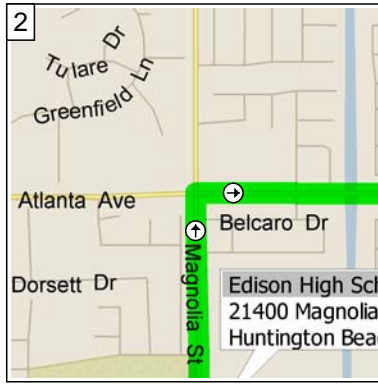 2
Tulare Dr
Greenfield Ln
Atlanta Ave
Belcaro Dr
Magnolia St
Dorsett Dr
Edison High Sch
21400 Magnolia
Huntington Bea